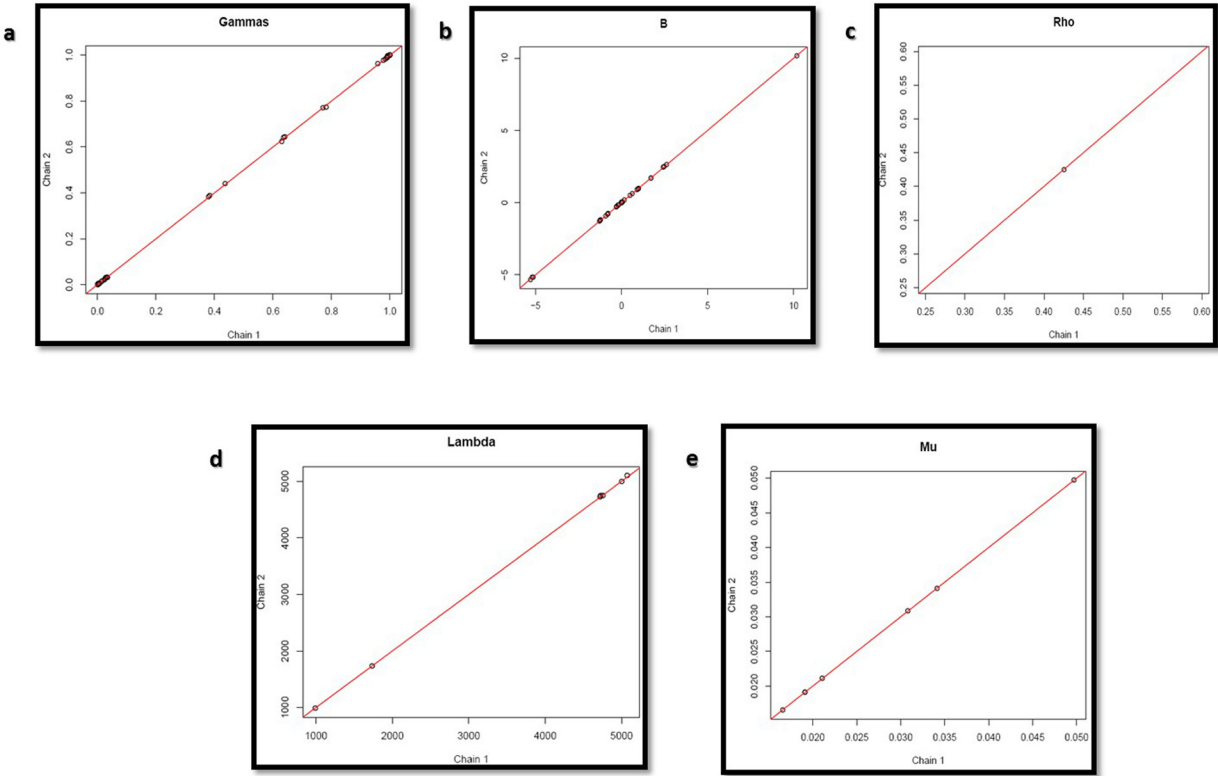 a
Gammas
Chain 2
1.0
0.8
0.6
0.4
0.2
0.0
0.0 0.2 0.4 0.6 0.8 1.0
Chain 1
b
B
Chain 2
10
5
0
−5
−5 0 5 10
Chain 1
c
Rho
Chain 2
0.60
0.55
0.50
0.45
0.40
0.35
0.30
0.25
0.25 0.30 0.35 0.40 0.45 0.50 0.55 0.60
Chain 1
d
Lambda
Chain 2
5000
4000
3000
2000
1000
1000 2000 3000 4000 5000
Chain 1
e
Mu
Chain 2
0.050
0.045
0.040
0.035
0.030
0.025
0.020
0.020 0.025 0.030 0.035 0.040 0.045 0.050
Chain 1